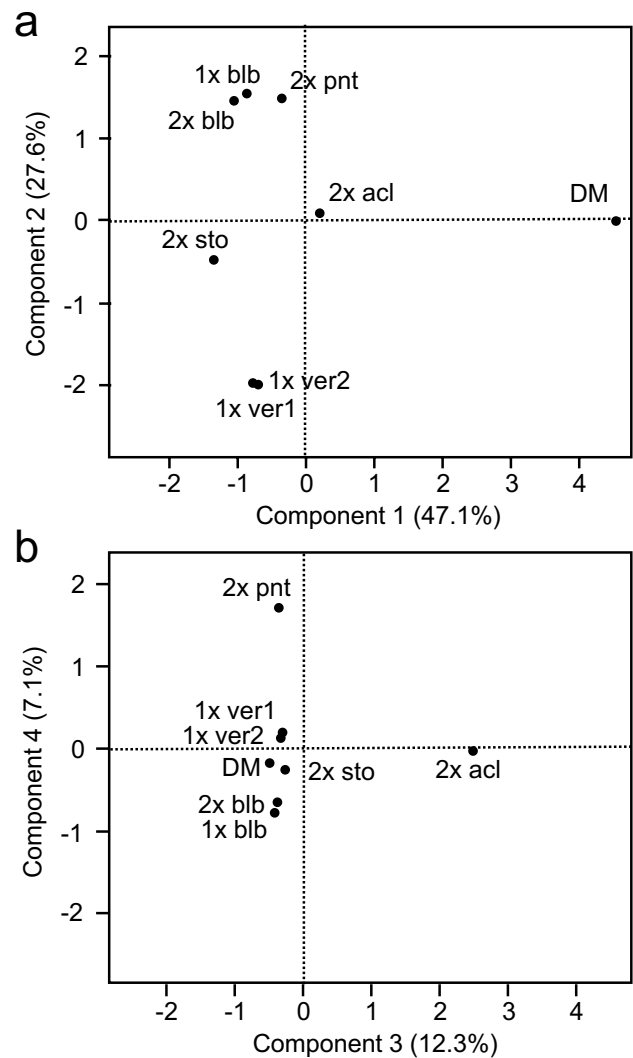 a
2
1
0
-1
-2
Component 2 (27.6%)
1x blb
2x pnt
2x blb
2x acl
DM
2x sto
1x ver2
1x ver1
-2 -1 0 1 2 3 4
Component 1 (47.1%)
b
2
1
0
-1
-2
Component 4 (7.1%)
2x pnt
1x ver1
1x ver2
DM
2x sto
2x acl
2x blb
1x blb
-2 -1 0 1 2 3 4
Component 3 (12.3%)